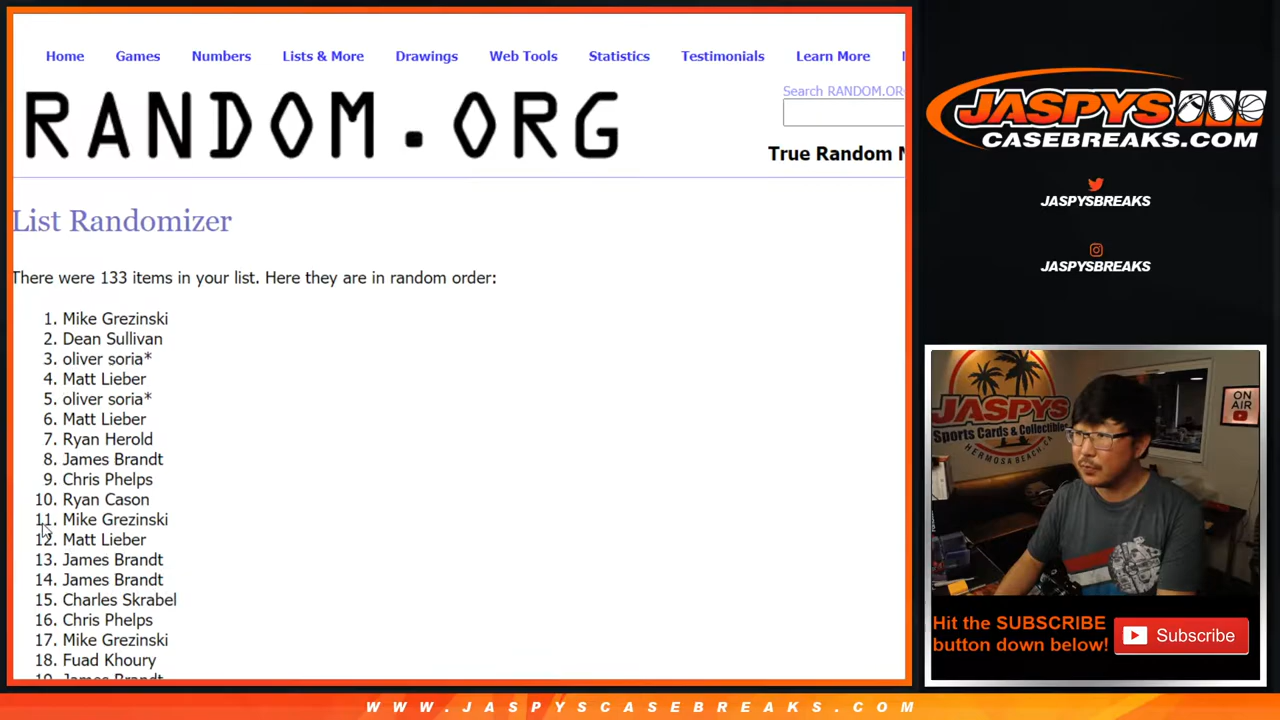 Home Games Numbers Lists & More Drawings Web Tools Statistics Testimonials Learn More
RANDOM.ORG
Search RANDOM.OR
True Random
List Randomizer
There were 133 items in your list. Here they are in random order:
1. Mike Grezinski
2. Dean Sullivan
3. oliver soria*
4. Matt Lieber
5. oliver soria*
6. Matt Lieber
7. Ryan Herold
8. James Brandt
9. Chris Phelps
10. Ryan Cason
11. Mike Grezinski
12. Matt Lieber
13. James Brandt
14. James Brandt
15. Charles Skrabel
16. Chris Phelps
17. Mike Grezinski
18. Fuad Khoury
19. James Brandt
JASPYS
CASEBREAKS.COM
JASPYSBREAKS
JASPYSBREAKS
JASPYS
Sports Cards & Collectibles
HERMOSA BEACH, CA
ON AIR
Hit the SUBSCRIBE
button down below!
Subscribe
WWW.JASPYSCASEBREAKS.COM